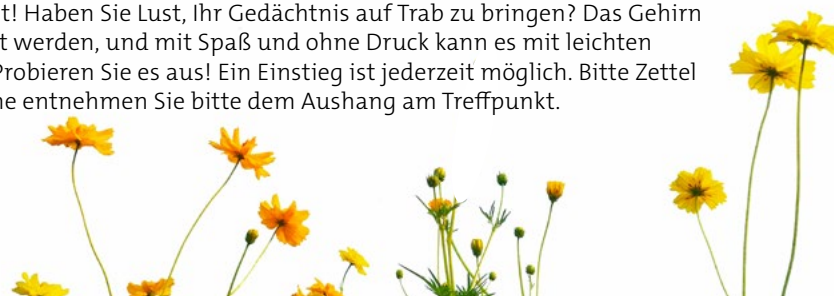 t! Haben Sie Lust, Ihr Gedächtnis auf Trab zu bringen? Das Gehirn
t werden, und mit Spaß und ohne Druck kann es mit leichten
Probieren Sie es aus! Ein Einstieg ist jederzeit möglich. Bitte Zettel
ne entnehmen Sie bitte dem Aushang am Treffpunkt.